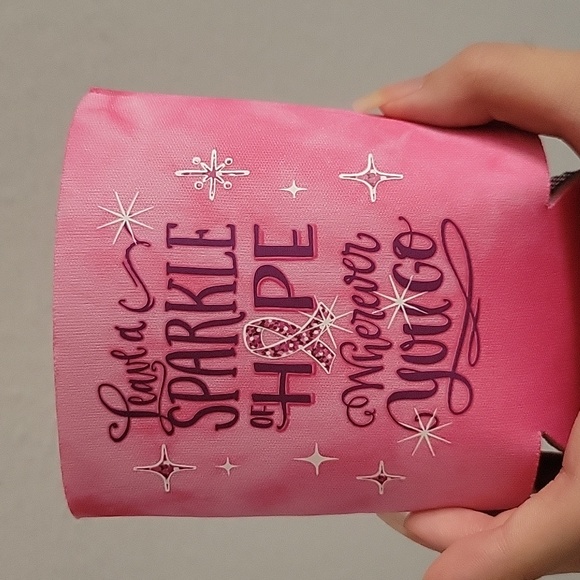 Leave a
SPARKLE
OF HOPE
Wherever
you GO